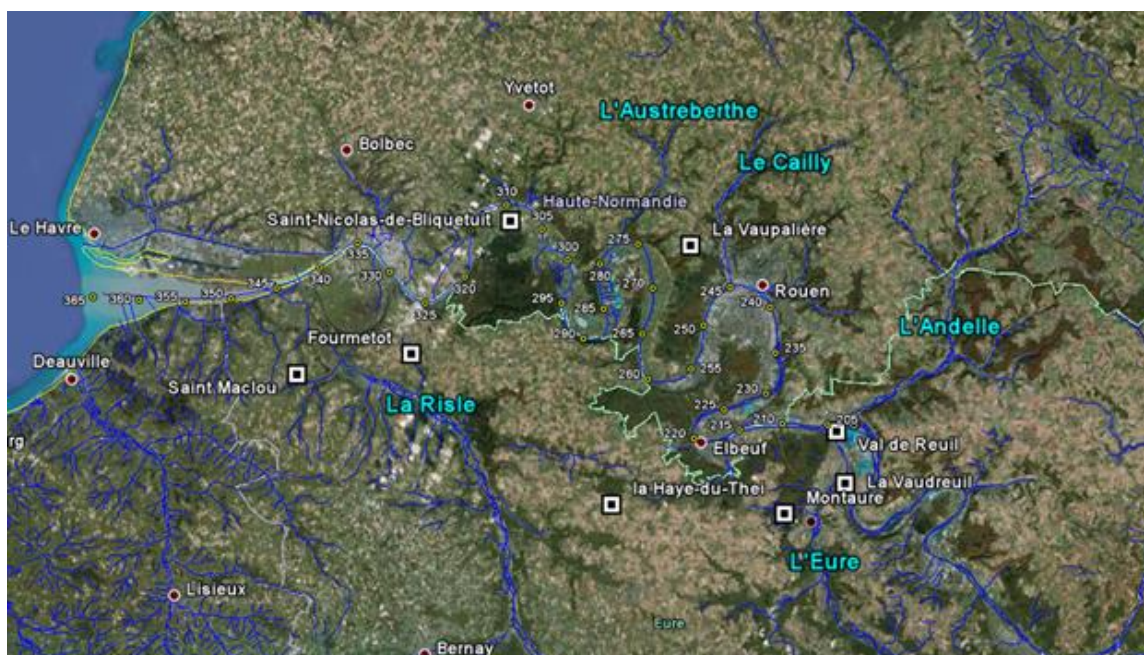 Yvetot
L'Austreberthe
Bolbec
Le Cailly
310
Haute-Normandie
Saint-Nicolas-de-Bliquetuit
305
Le Havre
275
La Vaupalière
335
300
330
280
340
320
270
245
Rouen
345
365
360
355
350
325
295
285
240
250
265
L'Andelle
290
235
Fourmetot
Deauville
255
260
Saint Maclou
230
La Risle
225
210
205
215
220
Elbeuf
Val de Reuil
rg
la Haye-du-Thei
La Vaudreuil
Montaure
L'Eure
Lisieux
Eure
Bernay